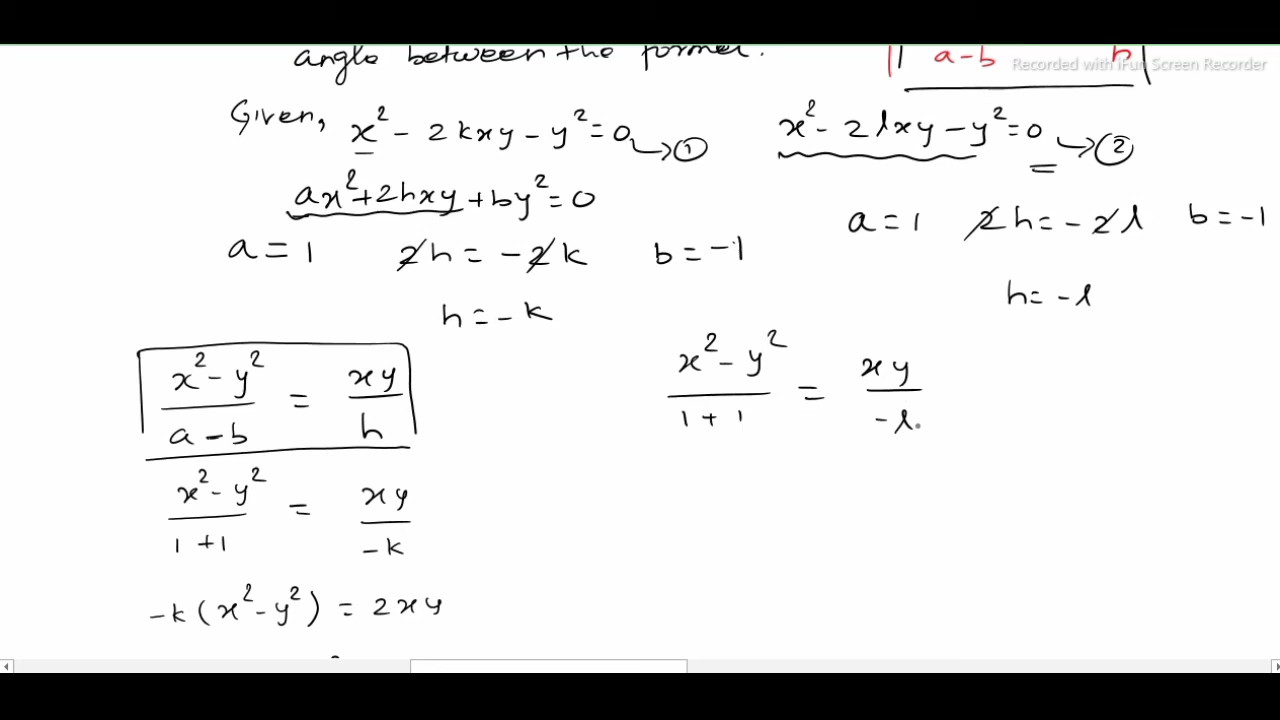 angle between the former.
a-b h
Recorded with iFun Screen Recorder
Given, x² - 2kxy - y² = 0 → ① x² - 2lxy - y² = 0 → ②
ax² + 2hxy + by² = 0
a = 1 2h = -2k b = -1
a = 1 2h = -2l b = -1
h = -k
h = -l
x² - y² / a - b = xy / h
x² - y² / 1 + 1 = xy / -l
x² - y² / 1 + 1 = xy / -k
-k(x² - y²) = 2xy